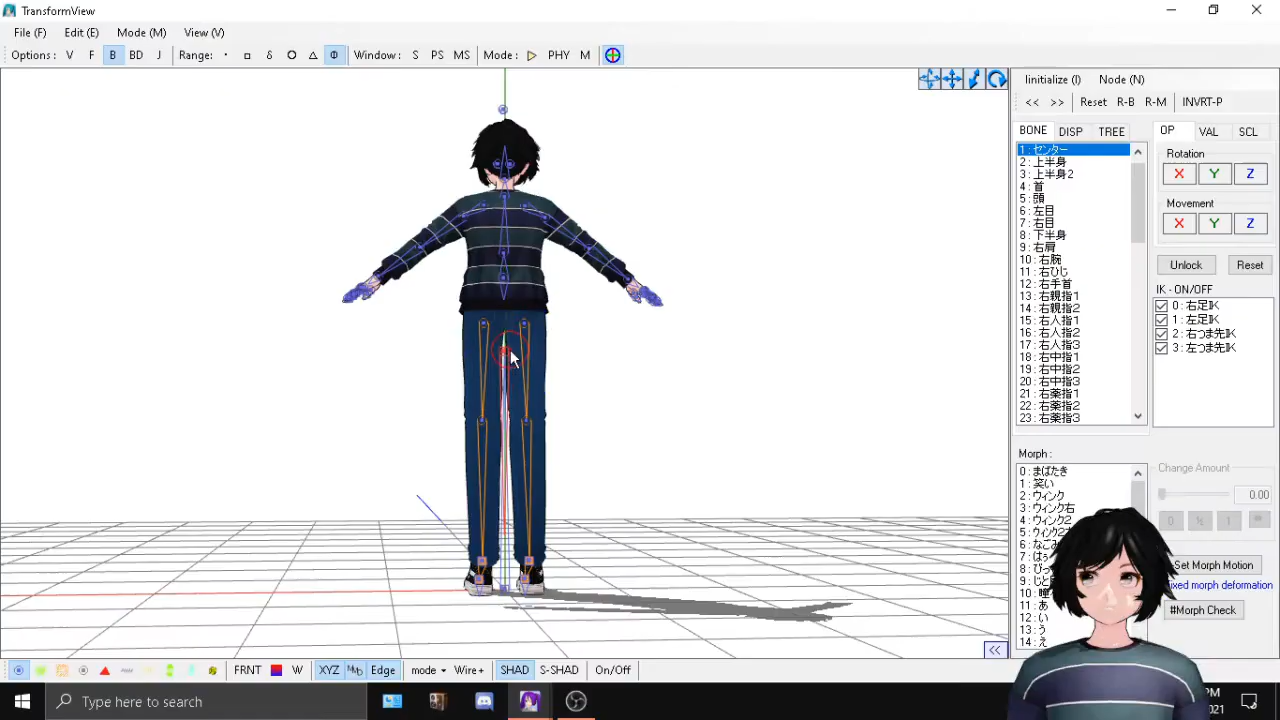 TransformView
File (F) Edit (E) Mode (M) View (V)
Options: V F B BD J Range: Window: S PS MS Mode: PHY M
Iinitialize (I) Node (N)
<< >> Reset R-B R-M INVRT-P
BONE DISP TREE
OP VAL SCL
1 : センター
2 : 上半身
3 : 上半身2
4 : 首
5 : 頭
6 : 左目
7 : 右目
8 : 下半身
9 : 右肩
10 : 右腕
11 : 右ひじ
12 : 右手首
13 : 右親指1
14 : 右親指2
15 : 右人指1
16 : 右人指2
17 : 右人指3
18 : 右中指1
19 : 右中指2
20 : 右中指3
21 : 右薬指1
22 : 右薬指2
23 : 右薬指3
Rotation
X Y Z
Movement
X Y Z
Unlock Reset
IK - ON/OFF
0 : 右足IK
1 : 左足IK
2 : 右つま先IK
3 : 左つま先IK
Morph :
0 : まばたき
1 : 笑い
2 : ウィンク
3 : ウィンク右
4 : ウィンク2
6 : なご
11 : あ
12 : い
13 : う
14 : え
Change Amount
0.00
Set Morph Motion
#Morph Check
<<
FRNT W XYZ Edge mode Wire+ SHAD S-SHAD On/Off
Type here to search